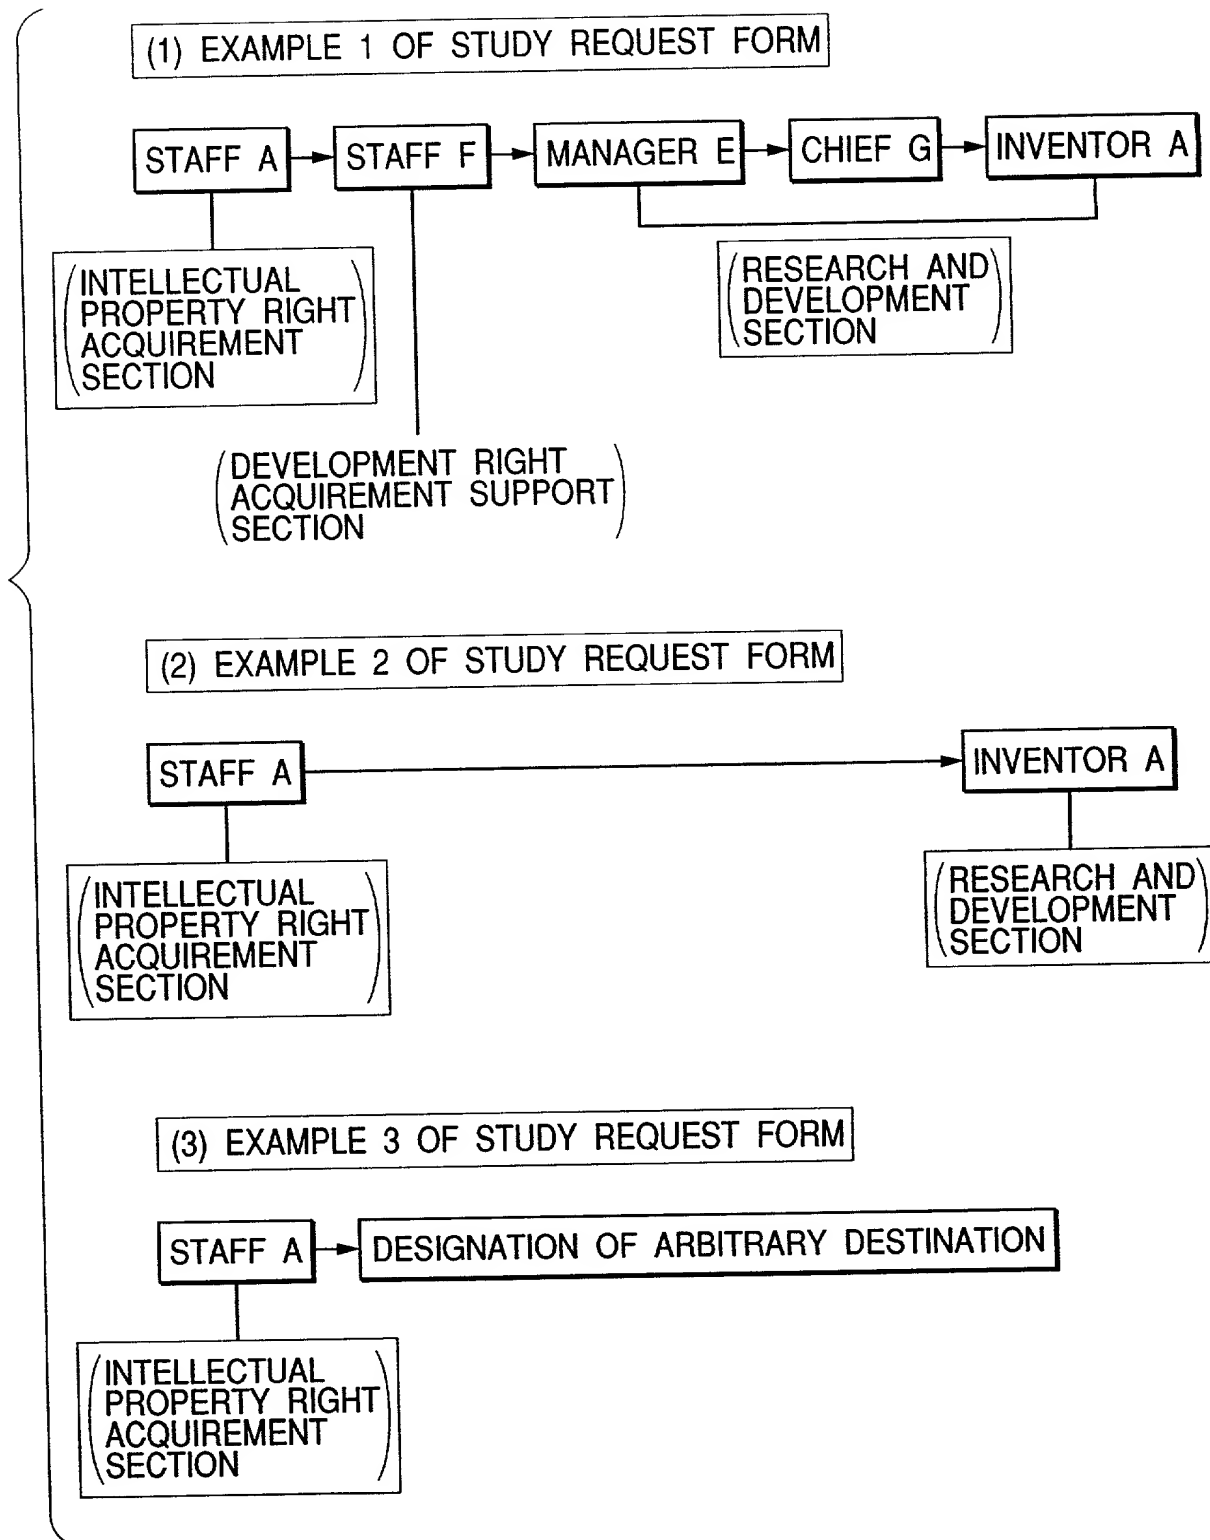 (1) EXAMPLE 1 OF STUDY REQUEST FORM
STAFF A
STAFF F
MANAGER E
CHIEF G
INVENTOR A
(INTELLECTUAL
PROPERTY RIGHT
ACQUIREMENT
SECTION)
(RESEARCH AND
DEVELOPMENT
SECTION)
(DEVELOPMENT RIGHT
ACQUIREMENT SUPPORT
SECTION)
(2) EXAMPLE 2 OF STUDY REQUEST FORM
STAFF A
INVENTOR A
(INTELLECTUAL
PROPERTY RIGHT
ACQUIREMENT
SECTION)
(RESEARCH AND
DEVELOPMENT
SECTION)
(3) EXAMPLE 3 OF STUDY REQUEST FORM
STAFF A
DESIGNATION OF ARBITRARY DESTINATION
(INTELLECTUAL
PROPERTY RIGHT
ACQUIREMENT
SECTION)